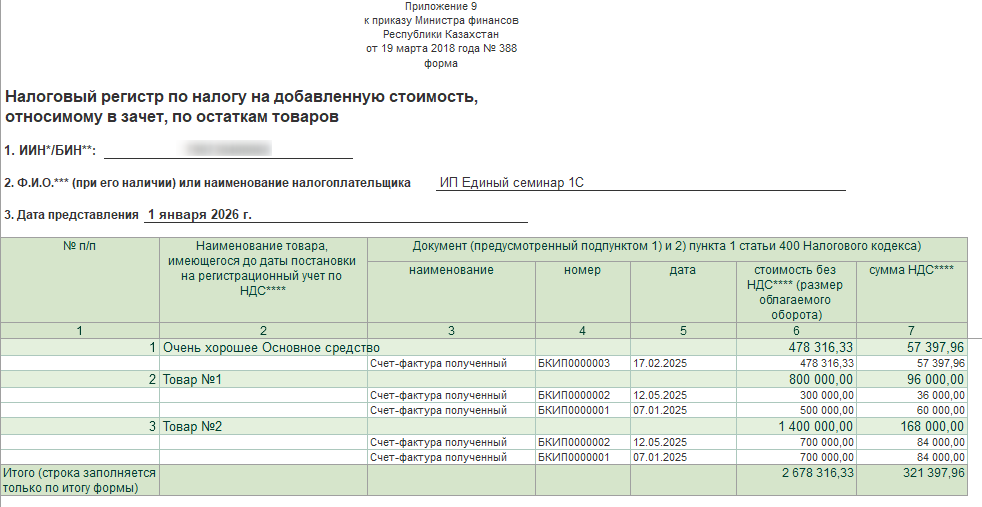 Приложение 9
к приказу Министра финансов
Республики Казахстан
от 19 марта 2018 года № 388
форма
Налоговый регистр по налогу на добавленную стоимость,
относимому в зачет, по остаткам товаров
1. ИИН*/БИН**:
2. Ф.И.О.*** (при его наличии) или наименование налогоплательщика ИП Единый семинар 1С
3. Дата представления 1 января 2026 г.
№ п/п
Наименование товара,
имеющегося до даты постановки
на регистрационный учет по
НДС****
Документ (предусмотренный подпунктом 1) и 2) пункта 1 статьи 400 Налогового кодекса)
наименование
номер
дата
стоимость без
НДС**** (размер
облагаемого
оборота)
сумма НДС****
1 2 3 4 5 6 7
1 Очень хорошее Основное средство 478 316,33 57 397,96
Счет-фактура полученный БКИП0000003 17.02.2025 478 316,33 57 397,96
2 Товар №1 800 000,00 96 000,00
Счет-фактура полученный БКИП0000002 12.05.2025 300 000,00 36 000,00
Счет-фактура полученный БКИП0000001 07.01.2025 500 000,00 60 000,00
3 Товар №2 1 400 000,00 168 000,00
Счет-фактура полученный БКИП0000002 12.05.2025 700 000,00 84 000,00
Счет-фактура полученный БКИП0000001 07.01.2025 700 000,00 84 000,00
Итого (строка заполняется 2 678 316,33 321 397,96
только по итогу формы)